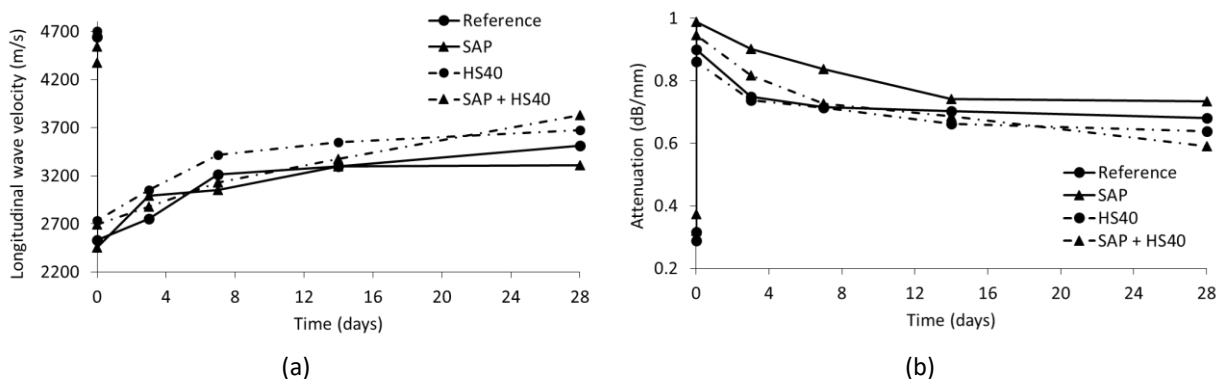 Longitudinal wave velocity (m/s)
4700
4200
3700
3200
2700
2200
0
4
8
12
16
20
24
28
Time (days)
Reference
SAP
HS40
SAP + HS40
(a)
Attenuation (dB/mm)
1
0.8
0.6
0.4
0.2
0
4
8
12
16
20
24
28
Time (days)
Reference
SAP
HS40
SAP + HS40
(b)